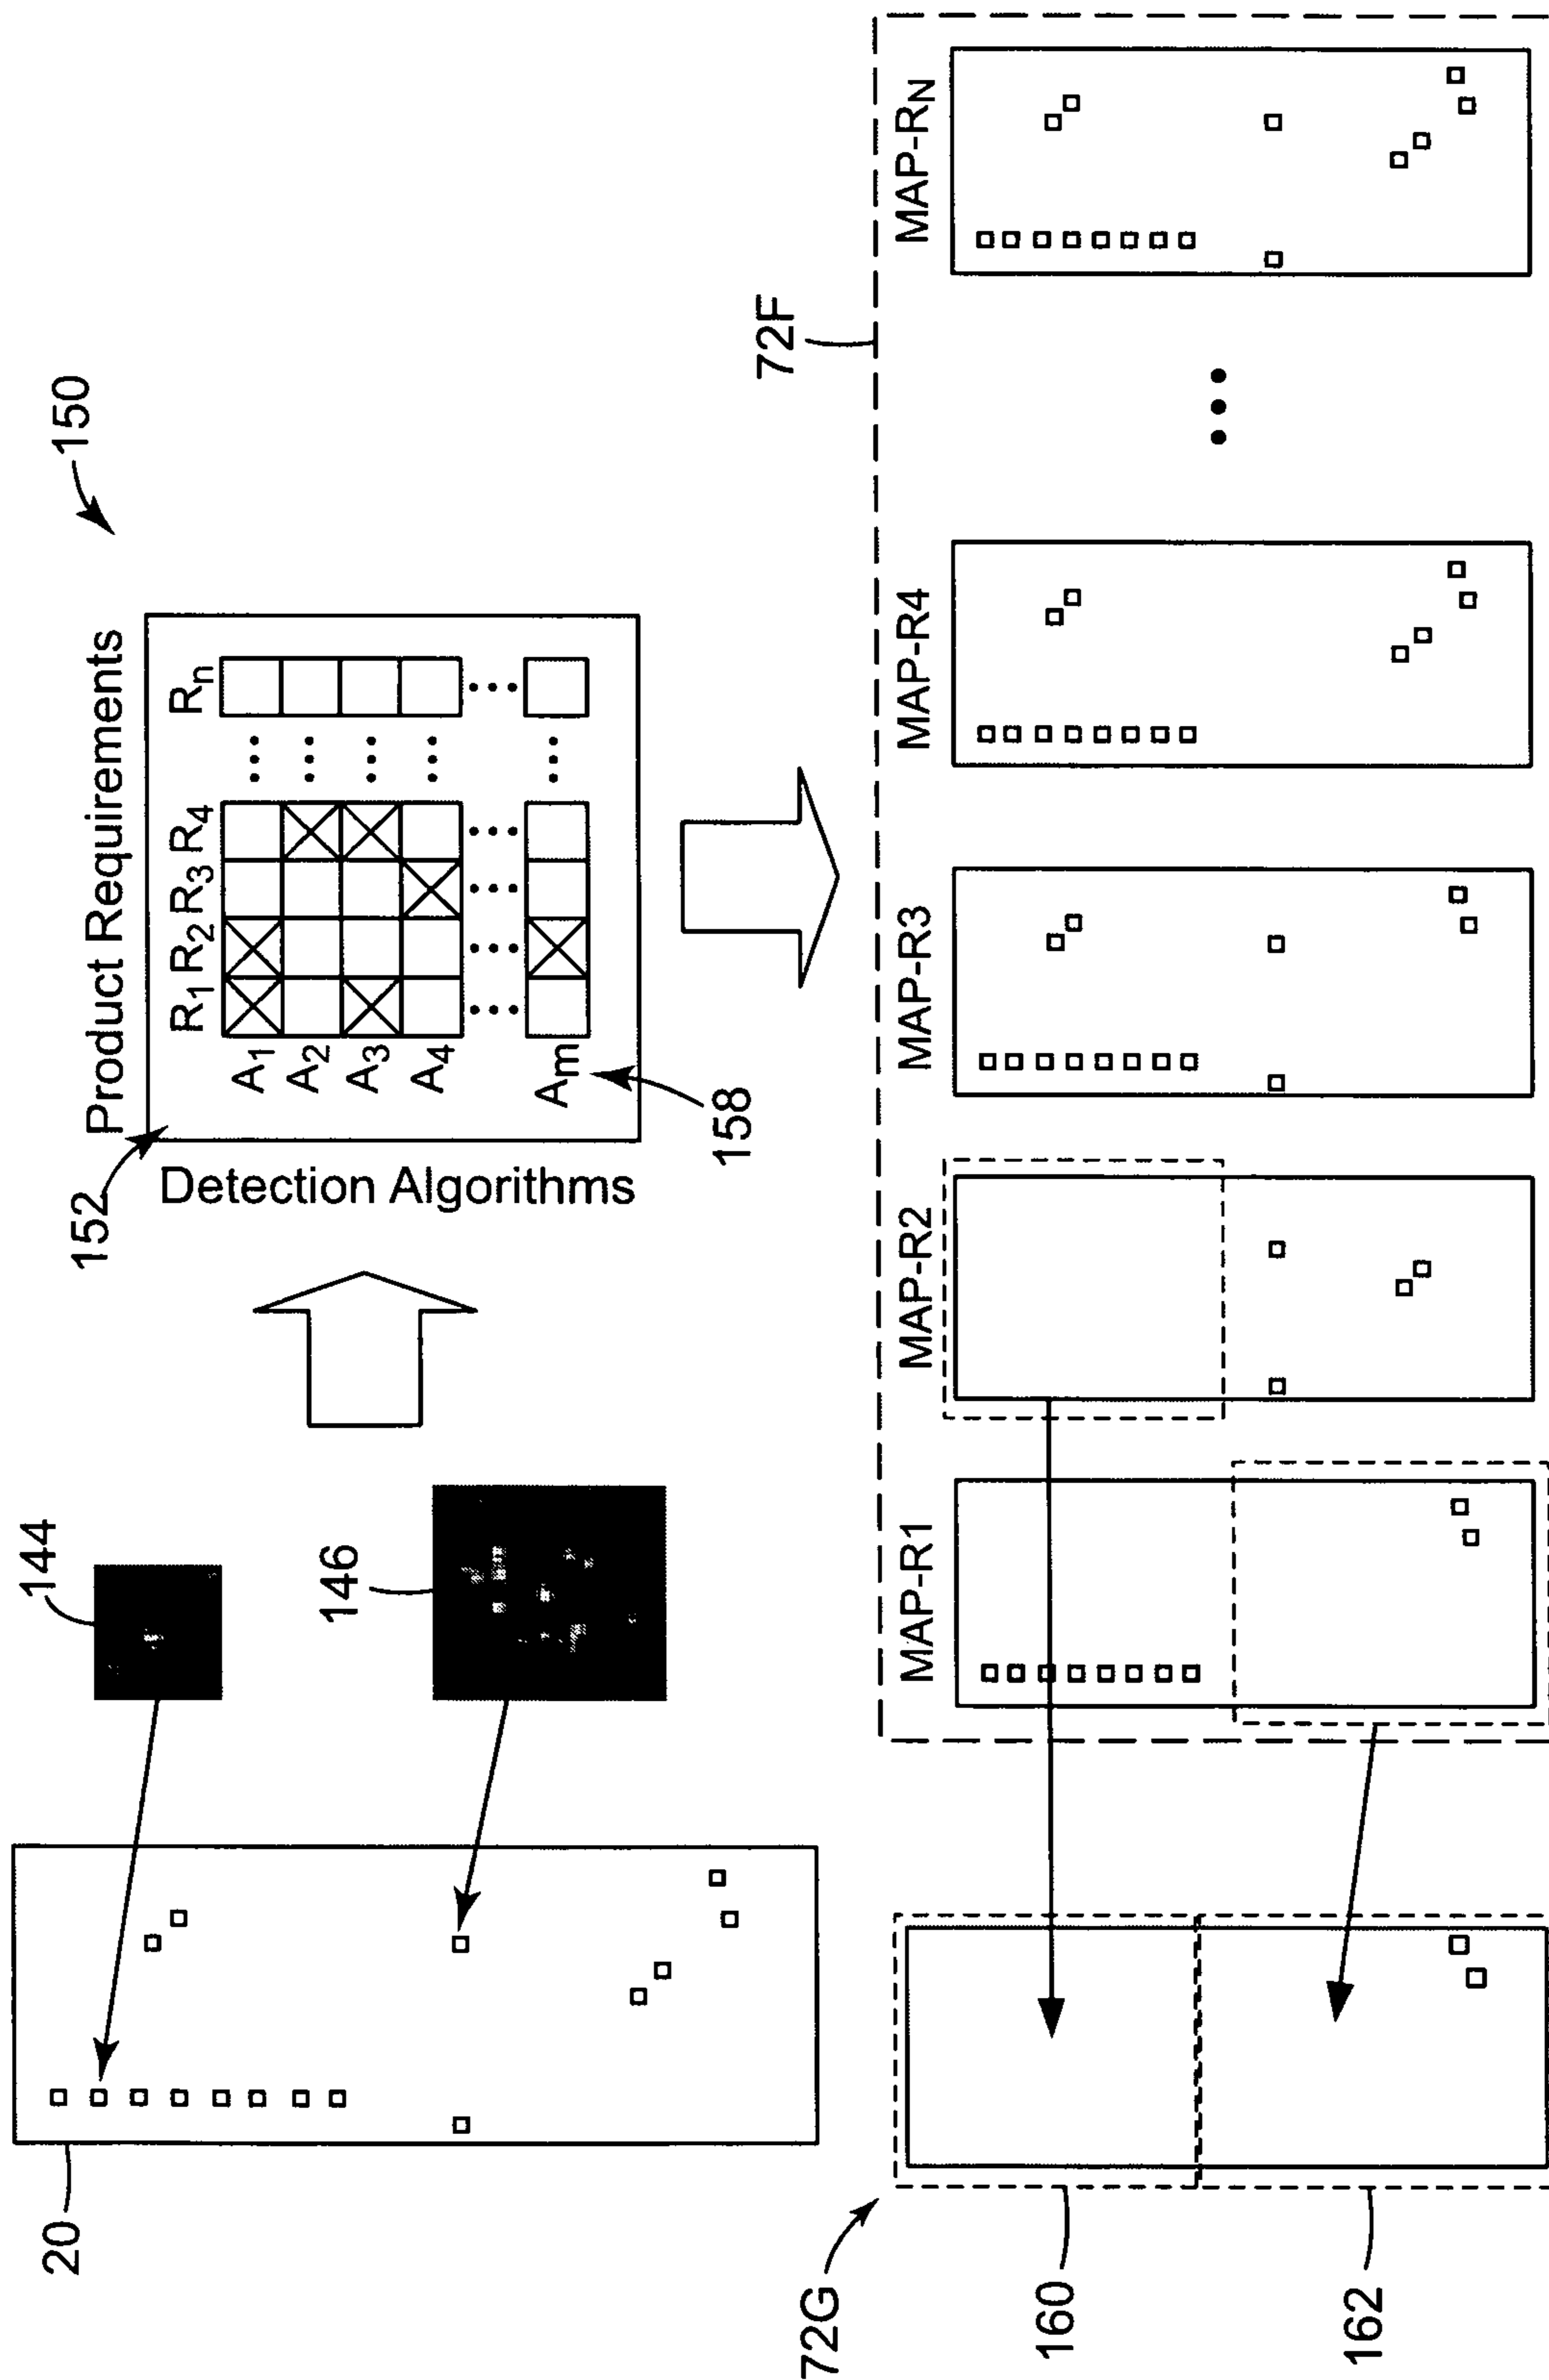 20
144
146
150
152
Product Requirements
R1 R2 R3 R4 Rn
A1
A2
A3
A4
Am
Detection Algorithms
158
72F
MAP-R1
MAP-R2
MAP-R3
MAP-R4
MAP-RN
72G
160
162